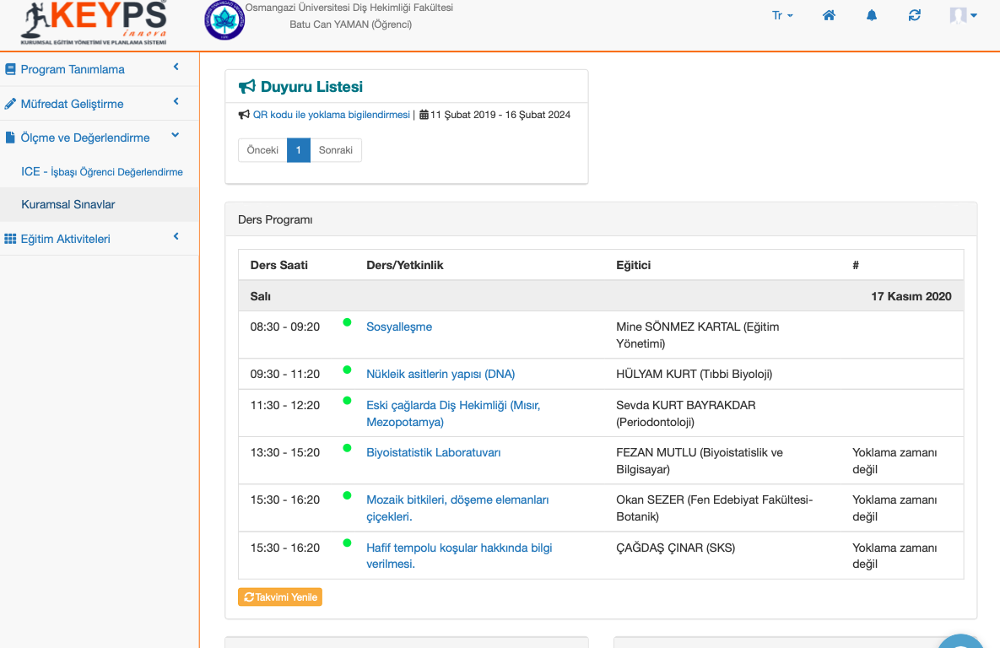 KEYPS
innova
KURUMSAL EĞİTİM YÖNETİMİ VE PLANLAMA SİSTEMİ
Osmangazi Üniversitesi Diş Hekimliği Fakültesi
Batu Can YAMAN (Öğrenci)
Tr
Program Tanımlama
Müfredat Geliştirme
Ölçme ve Değerlendirme
ICE - İşbaşı Öğrenci Değerlendirme
Kuramsal Sınavlar
Eğitim Aktiviteleri
Duyuru Listesi
QR kodu ile yoklama bigilendirmesi | 11 Şubat 2019 - 16 Şubat 2024
Önceki 1 Sonraki
Ders Programı
Ders Saati Ders/Yetkinlik Eğitici #
Salı 17 Kasım 2020
08:30 - 09:20 Sosyalleşme Mine SÖNMEZ KARTAL (Eğitim
Yönetimi)
09:30 - 11:20 Nükleik asitlerin yapısı (DNA) HÜLYAM KURT (Tıbbi Biyoloji)
11:30 - 12:20 Eski çağlarda Diş Hekimliği (Mısır, Sevda KURT BAYRAKDAR
Mezopotamya) (Periodontoloji)
13:30 - 15:20 Biyoistatistik Laboratuvarı FEZAN MUTLU (Biyoistatislik ve Yoklama zamanı
Bilgisayar) değil
15:30 - 16:20 Mozaik bitkileri, döşeme elemanları Okan SEZER (Fen Edebiyat Fakültesi- Yoklama zamanı
çiçekleri. Botanik) değil
15:30 - 16:20 Hafif tempolu koşular hakkında bilgi ÇAĞDAŞ ÇINAR (SKS) Yoklama zamanı
verilmesi. değil
Takvimi Yenile